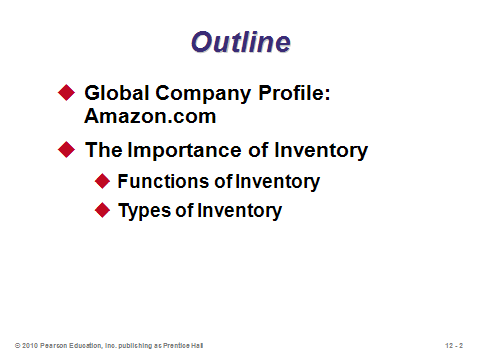 Outline
Global Company Profile:
Amazon.com
The Importance of Inventory
Functions of Inventory
Types of Inventory
© 2010 Pearson Education, Inc. publishing as Prentice Hall
12 - 2